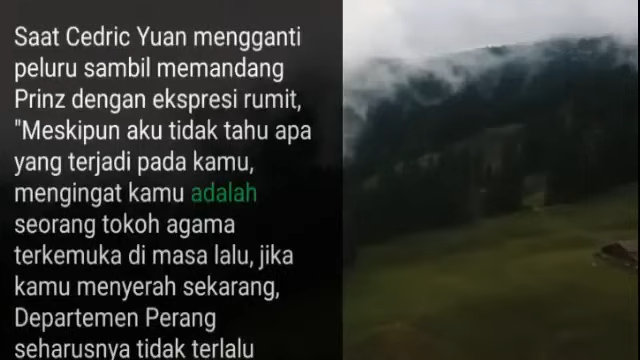 Saat Cedric Yuan mengganti
peluru sambil memandang
Prinz dengan ekspresi rumit,
"Meskipun aku tidak tahu apa
yang terjadi pada kamu,
mengingat kamu adalah
seorang tokoh agama
terkemuka di masa lalu, jika
kamu menyerah sekarang,
Departemen Perang
seharusnya tidak terlalu